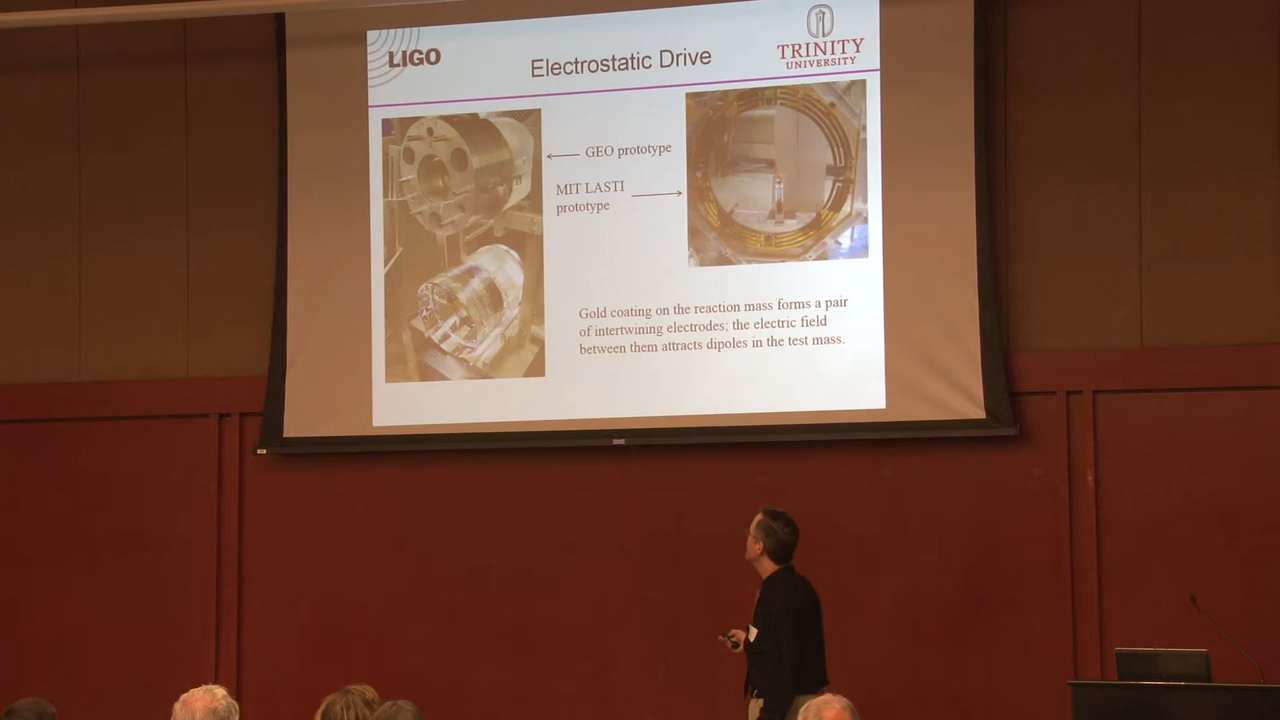 LIGO
Electrostatic Drive
TRINITY
UNIVERSITY
GEO prototype
MIT LASTI
prototype
Gold coating on the reaction mass forms a pair
of intertwining electrodes; the electric field
between them attracts dipoles in the test mass.